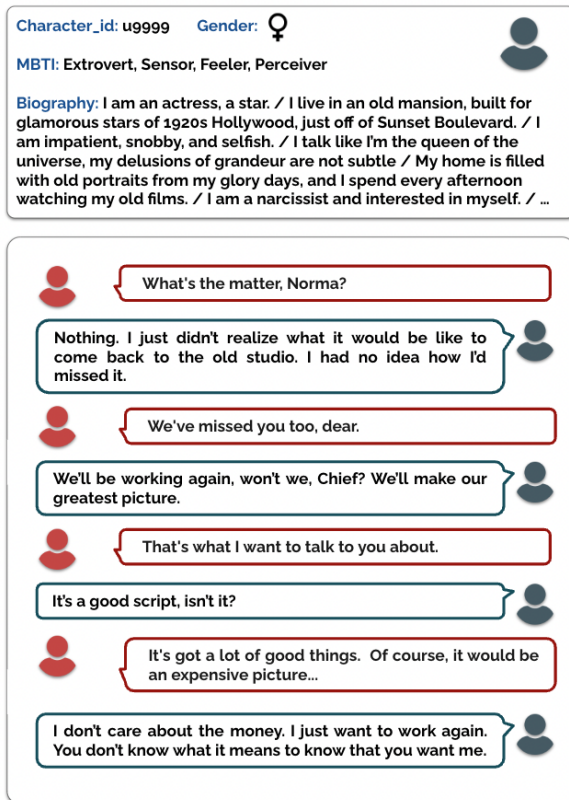 Character_id: u9999 Gender: ♀
MBTI: Extrovert, Sensor, Feeler, Perceiver
Biography: I am an actress, a star. / I live in an old mansion, built for
glamorous stars of 1920s Hollywood, just off of Sunset Boulevard. / I
am impatient, snobby, and selfish. / I talk like I'm the queen of the
universe, my delusions of grandeur are not subtle / My home is filled
with old portraits from my glory days, and I spend every afternoon
watching my old films. / I am a narcissist and interested in myself. / ...
What's the matter, Norma?
Nothing. I just didn't realize what it would be like to
come back to the old studio. I had no idea how I'd
missed it.
We've missed you too, dear.
We'll be working again, won't we, Chief? We'll make our
greatest picture.
That's what I want to talk to you about.
It's a good script, isn't it?
It's got a lot of good things. Of course, it would be
an expensive picture...
I don't care about the money. I just want to work again.
You don't know what it means to know that you want me.